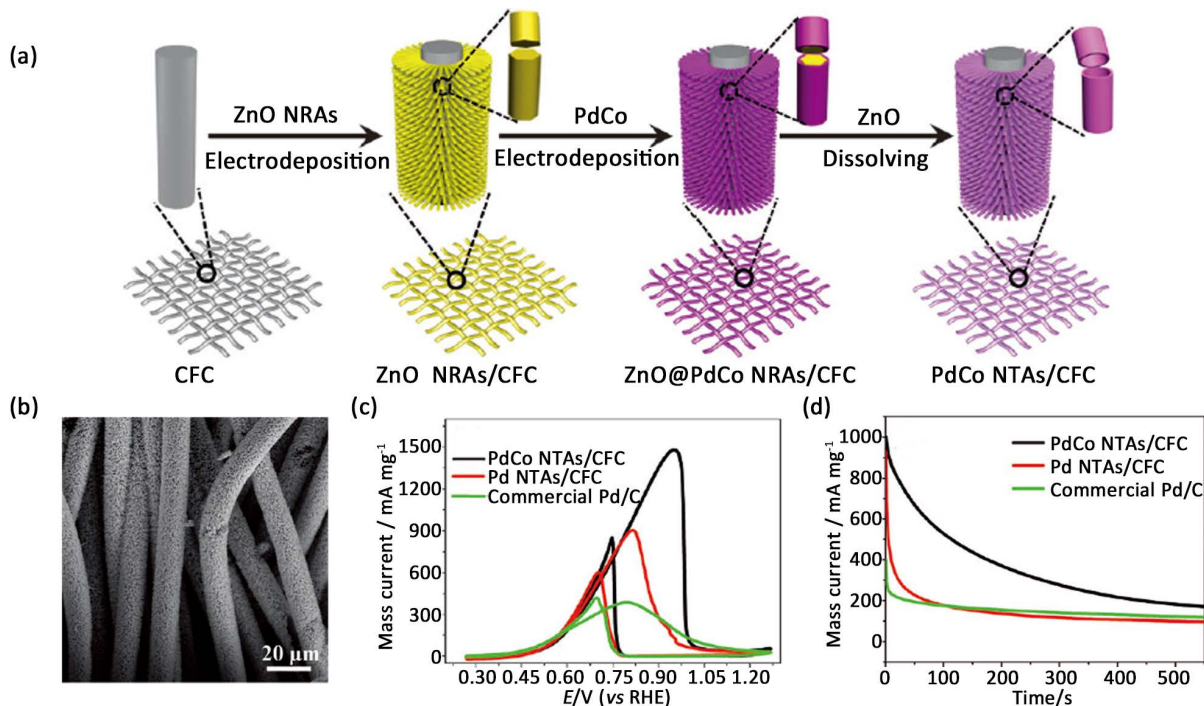 (a)
ZnO NRAs
Electrodeposition
PdCo
Electrodeposition
ZnO
Dissolving
CFC
ZnO NRAs/CFC
ZnO@PdCo NRAs/CFC
PdCo NTAs/CFC
(b)
20 μm
(c)
Mass current / mA mg⁻¹
1500
1200
900
600
300
0
PdCo NTAs/CFC
Pd NTAs/CFC
Commercial Pd/C
0.30 0.45 0.60 0.75 0.90 1.05 1.20
E/V (vs RHE)
(d)
Mass current / mA mg⁻¹
1000
800
600
400
200
0
PdCo NTAs/CFC
Pd NTAs/CFC
Commercial Pd/C
0 100 200 300 400 500
Time/s